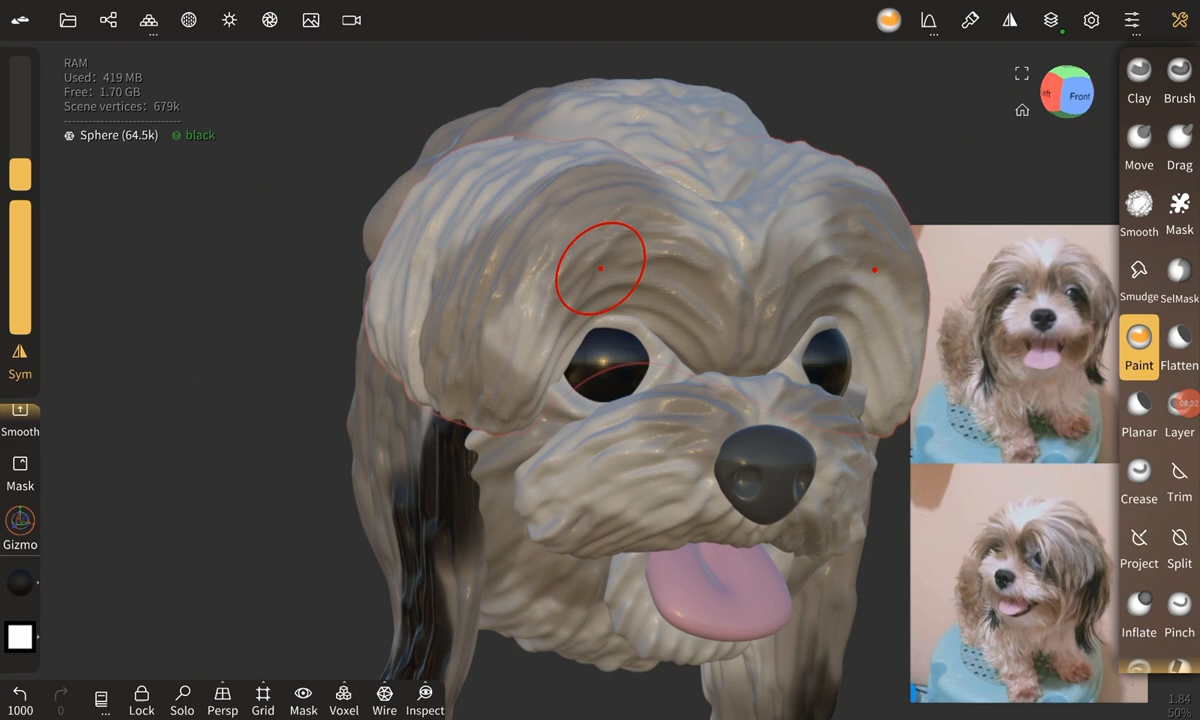 RAM
Used: 419 MB
Free: 1.70 GB
Scene vertices: 679k
Sphere (64.5k) black
Front
Clay Brush
Move Drag
Smooth Mask
Smudge SelMask
Paint Flatten
Planar Layer
08:32
Crease Trim
Project Split
Inflate Pinch
Sym
Smooth
Mask
Gizmo
1000 0 Lock Solo Persp Grid Mask Voxel Wire Inspect
1.84
50%